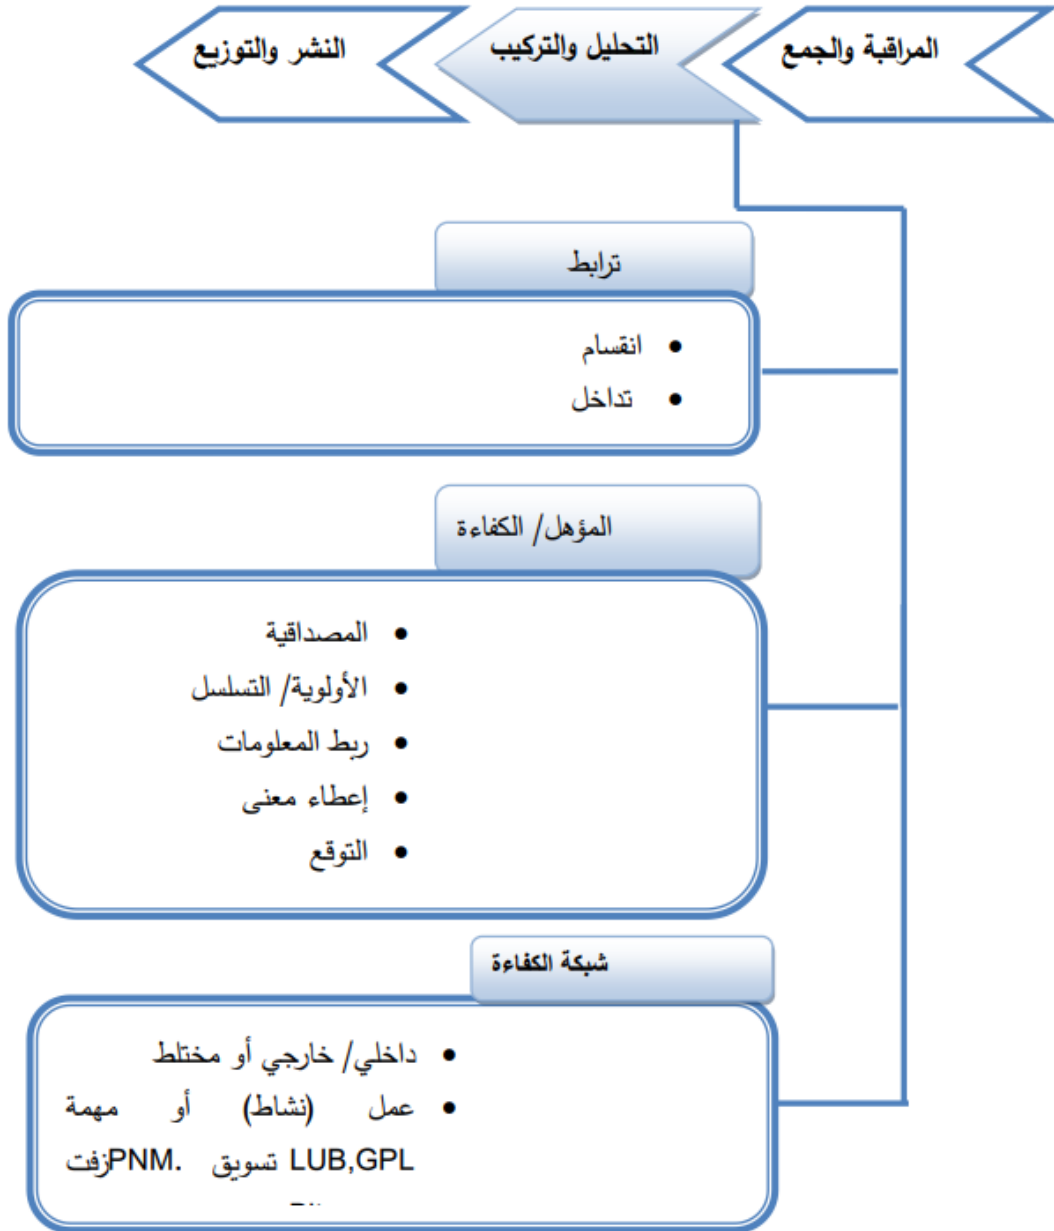 المراقبة والجمع
التحليل والتركيب
النشر والتوزيع
ترابط
• انقسام
• تداخل
المؤهل/ الكفاءة
• المصداقية
• الأولوية/ التسلسل
• ربط المعلومات
• إعطاء معنى
• التوقع
شبكة الكفاءة
• داخلي/ خارجي أو مختلط
• عمل (نشاط) أو مهمة
LUB,GPL تسويق .PNMزفت